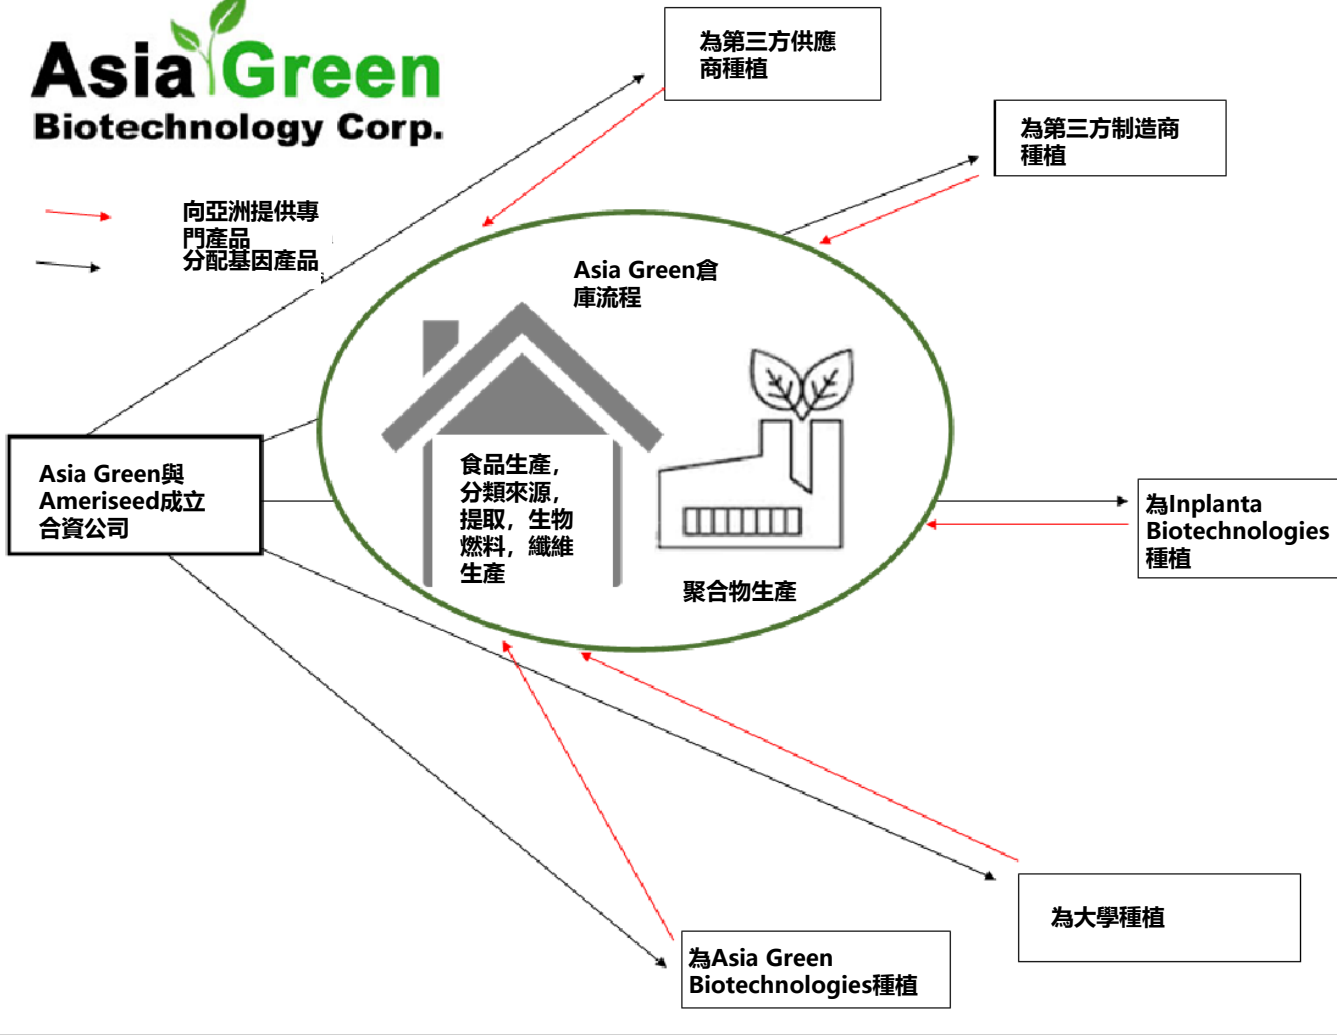 Asia Green
Biotechnology Corp.
為第三方供應
商種植
為第三方制造商
種植
向亞洲提供專
門產品
分配基因產品
Asia Green倉
庫流程
Asia Green與
Ameriseed成立
合資公司
食品生產，
分類來源，
提取，生物
燃料，纖維
生產
聚合物生產
為Inplanta
Biotechnologies
種植
為大學種植
為Asia Green
Biotechnologies種植